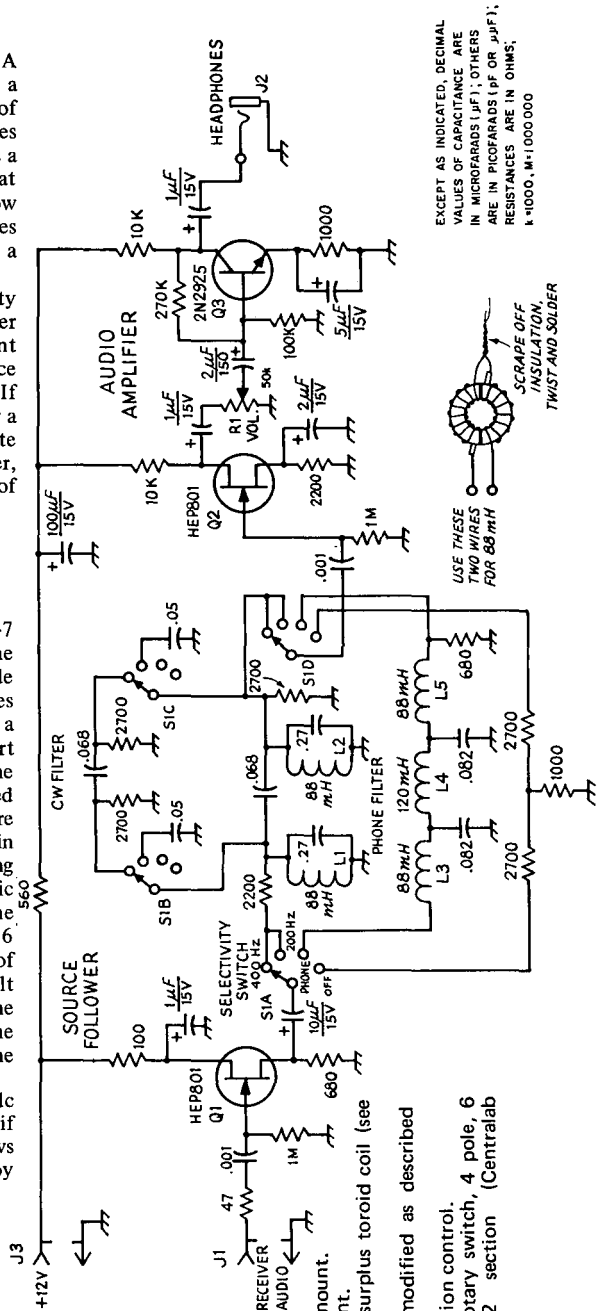 A
a
of
es
a
at
ow
es
a
ty
er
nt
ce
If
r a
te
er,
of
-7
ne
le
es
a
rt
ne
ed
re
in
ng
ic
ne
6
of
lt
ne
ne
ne
lc
if
ws
by
J3
+12V
560
100µF
15V
SOURCE
FOLLOWER
100
1µF
15V
HEP801
Q1
J1
RECEIVER
AUDIO
47
.001
1M
680
10µF
15V
SELECTIVITY
SWITCH
400 Hz
200Hz
PHONE
OFF
S1A
2200
S1B
.05
CW FILTER
2700
.068
2700
S1C
.05
.068
2700
88
mH
.27
L1
88
mH
.27
L2
PHONE FILTER
S1D
88mH
L3
120mH
L4
88mH
L5
.082
.082
680
2700
2700
1000
.001
1M
AUDIO
AMPLIFIER
10K
HEP801
Q2
2200
2µF
15V
1µF
15V
R1
VOL.
50k
2µF
150
100K
270K
2N2925
Q3
10K
1µF
15V
HEADPHONES
J2
1000
5µF
15V
USE THESE
TWO WIRES
FOR 88mH
SCRAPE OFF
INSULATION,
TWIST AND SOLDER
EXCEPT AS INDICATED, DECIMAL
VALUES OF CAPACITANCE ARE
IN MICROFARADS (µF); OTHERS
ARE IN PICOFARADS (pF OR µµF);
RESISTANCES ARE IN OHMS;
k=1000, M=1 000 000
nount.
nt.
surplus toroid coil (see
modified as described
ion control.
otary switch, 4 pole, 6
2 section (Centralab